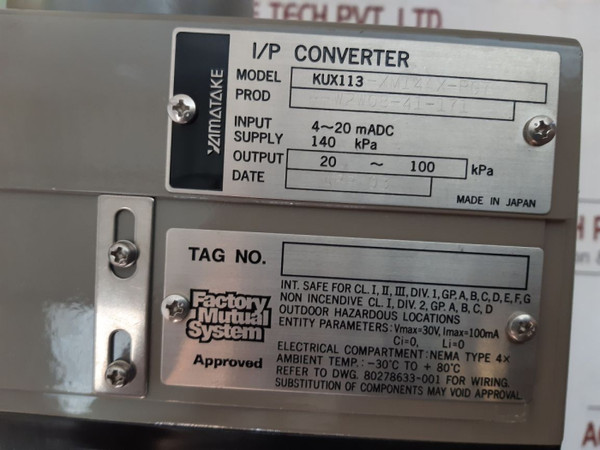 E TECH PVT. LTD.
YAMATAKE
I/P CONVERTER
MODEL KUX113
PROD
INPUT 4~20 mADC
SUPPLY 140 kPa
OUTPUT 20 ~ 100 kPa
DATE
MADE IN JAPAN
TAG NO.
Factory
Mutual
System
Approved
INT. SAFE FOR CL. I, II, III, DIV. 1, GP. A, B, C, D, E, F, G
NON INCENDIVE CL. I, DIV. 2, GP. A, B, C, D
OUTDOOR HAZARDOUS LOCATIONS
ENTITY PARAMETERS: Vmax=30V, Imax=100mA
Ci=0, Li=0
ELECTRICAL COMPARTMENT: NEMA TYPE 4×
AMBIENT TEMP.: -30°C TO + 80°C
REFER TO DWG. 80278633-001 FOR WIRING.
SUBSTITUTION OF COMPONENTS MAY VOID APPROVAL